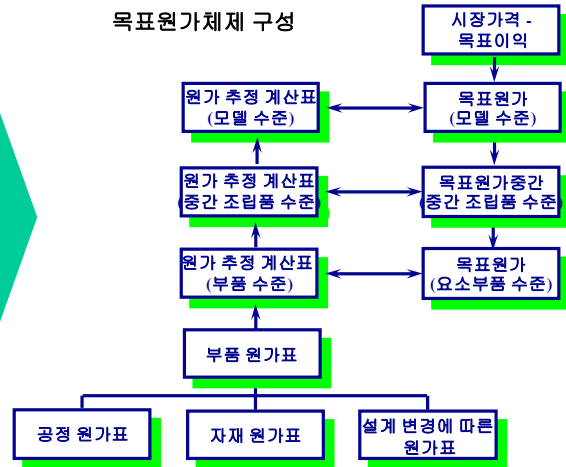 목표원가체제 구성
시장가격 -
목표이익
원가 추정 계산표
(모델 수준)
목표원가
(모델 수준)
원가 추정 계산표
(중간 조립품 수준)
목표원가중간
(중간 조립품 수준)
원가 추정 계산표
(부품 수준)
목표원가
(요소부품 수준)
부품 원가표
공정 원가표
자재 원가표
설계 변경에 따른
원가표